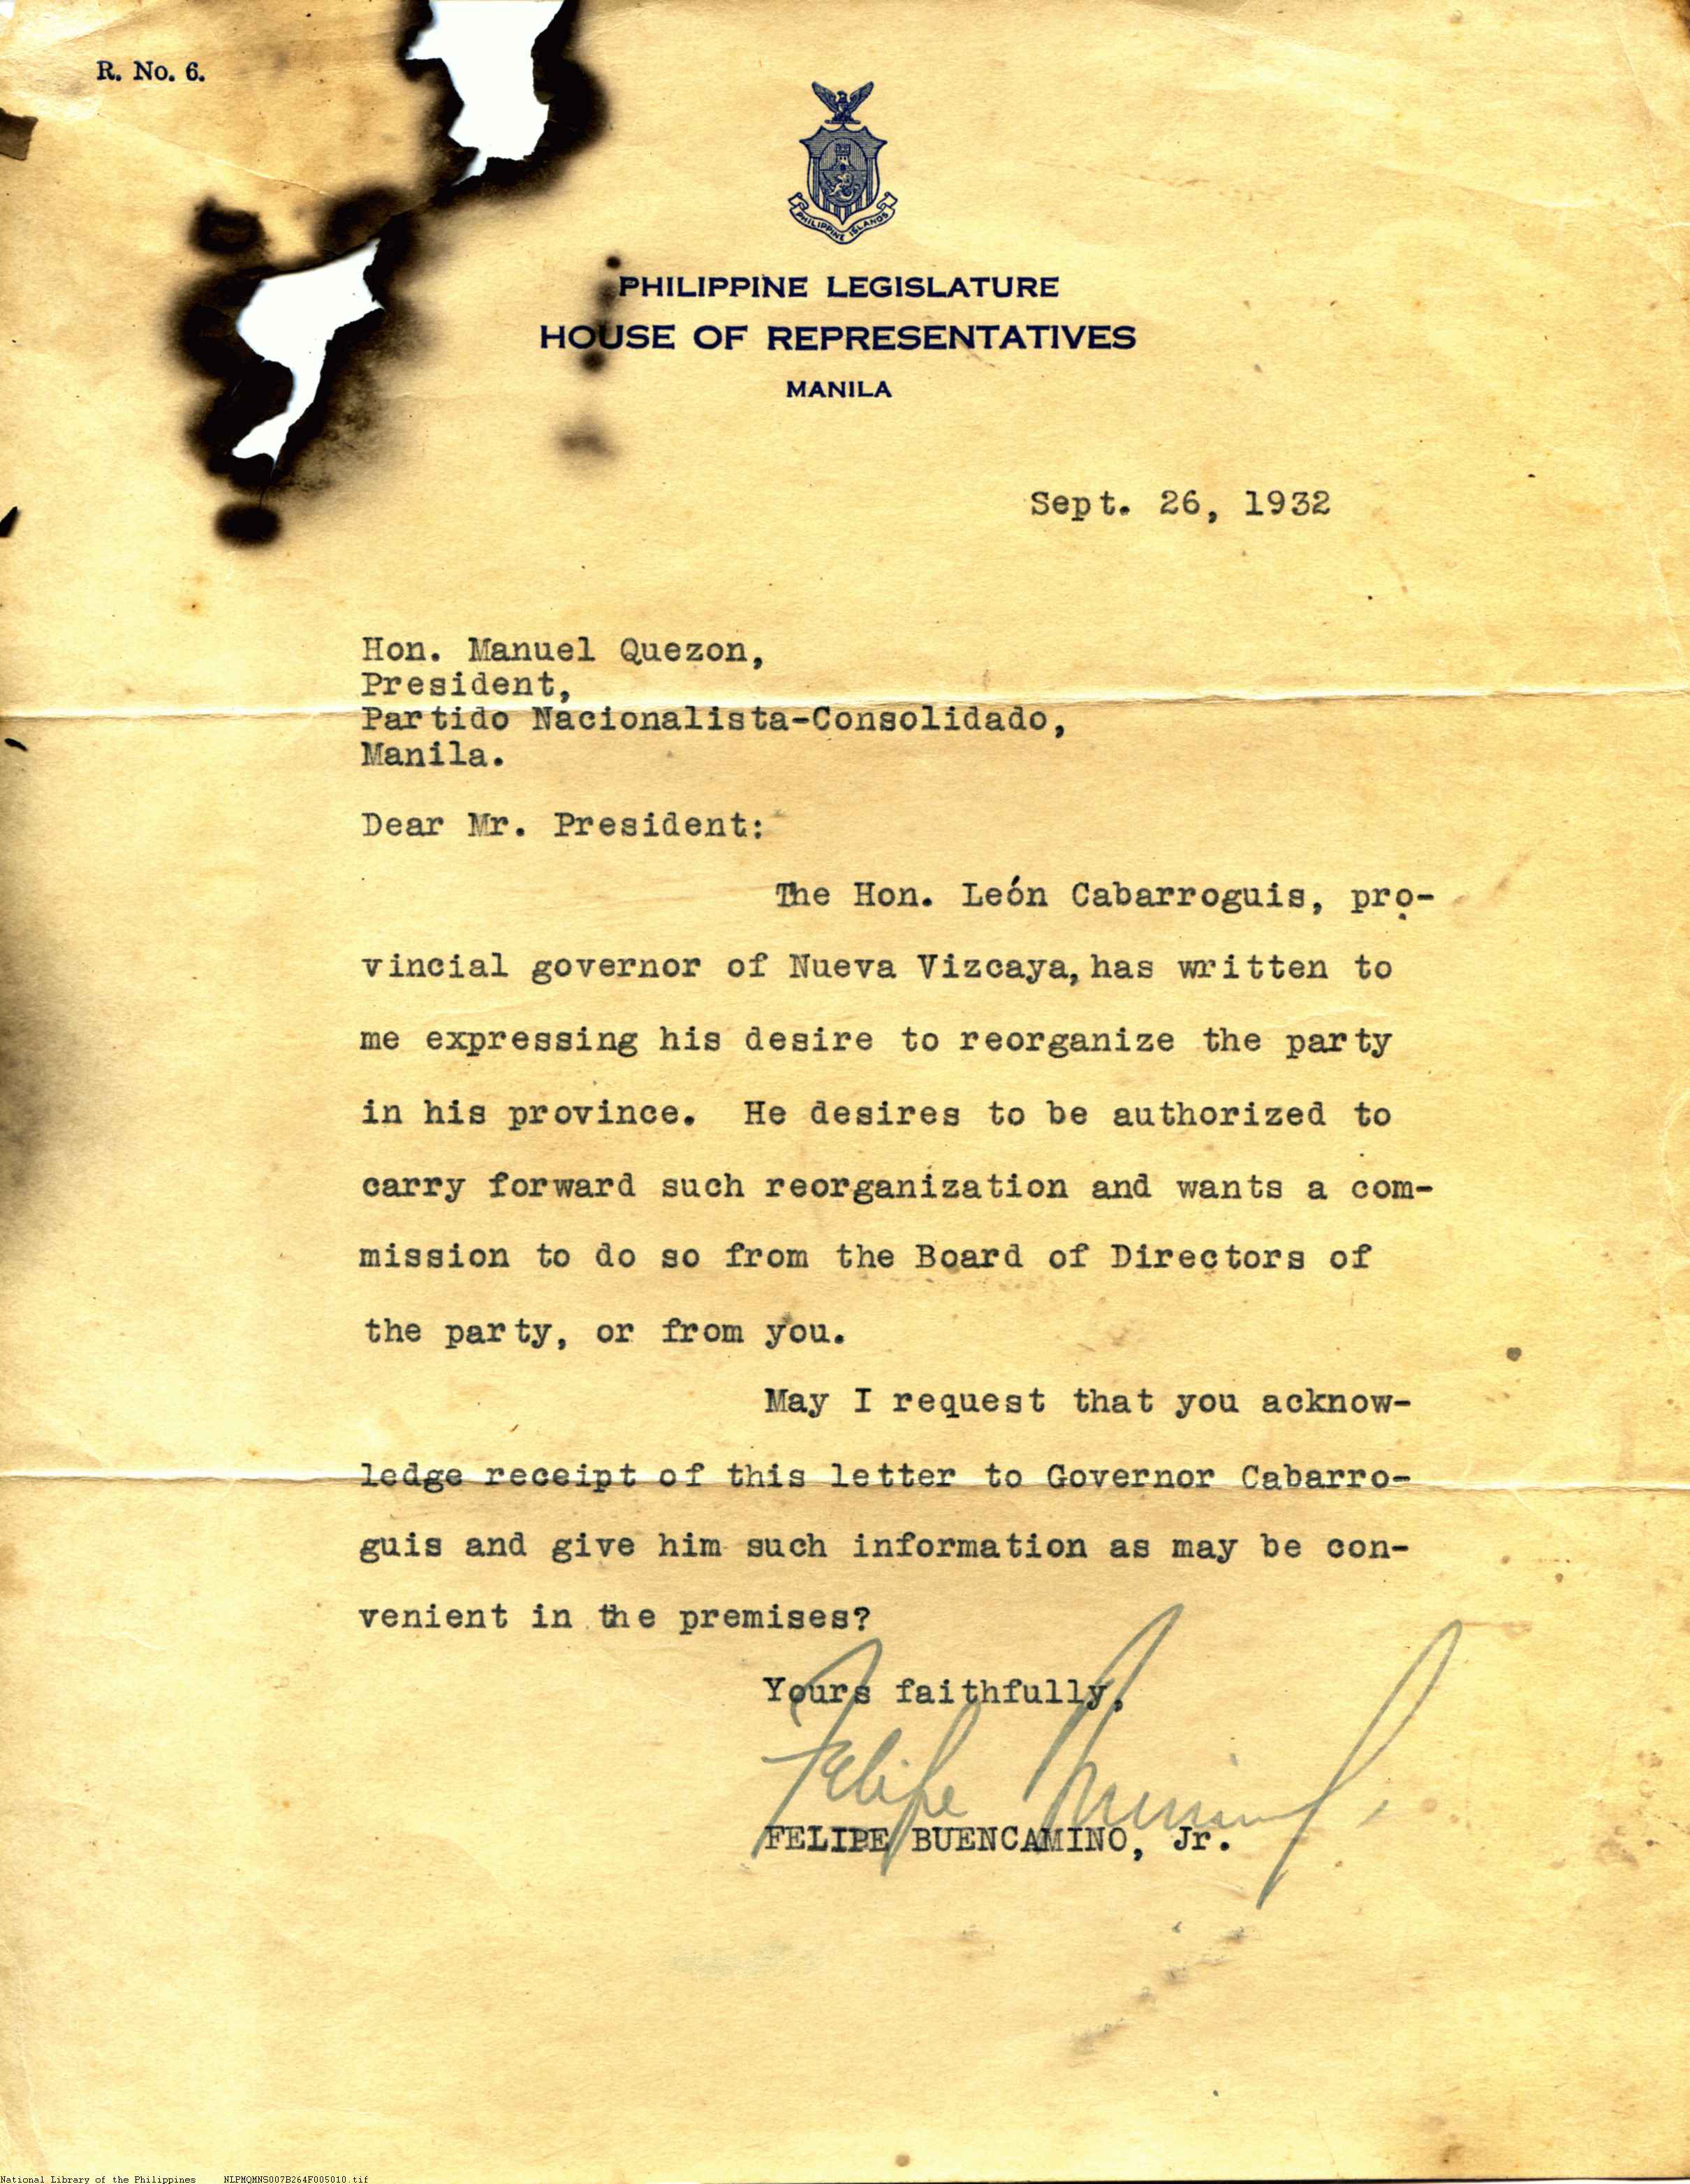 R. No. 6.
PHILIPPINE ISLANDS
PHILIPPINE LEGISLATURE
HOUSE OF REPRESENTATIVES
MANILA
Sept. 26, 1932
Hon. Manuel Quezon,
President,
Partido Nacionalista-Consolidado,
Manila.
Dear Mr. President:
The Hon. León Cabarroguis, pro-
vincial governor of Nueva Vizcaya, has written to
me expressing his desire to reorganize the party
in his province. He desires to be authorized to
carry forward such reorganization and wants a com-
mission to do so from the Board of Directors of
the party, or from you.
May I request that you acknow-
ledge receipt of this letter to Governor Cabarro-
guis and give him such information as may be con-
venient in the premises?
Yours faithfully,
Felipe
FELIPE BUENCAMINO, Jr.
National Library of the Philippines NLPMQMNS007B264F005010.tif